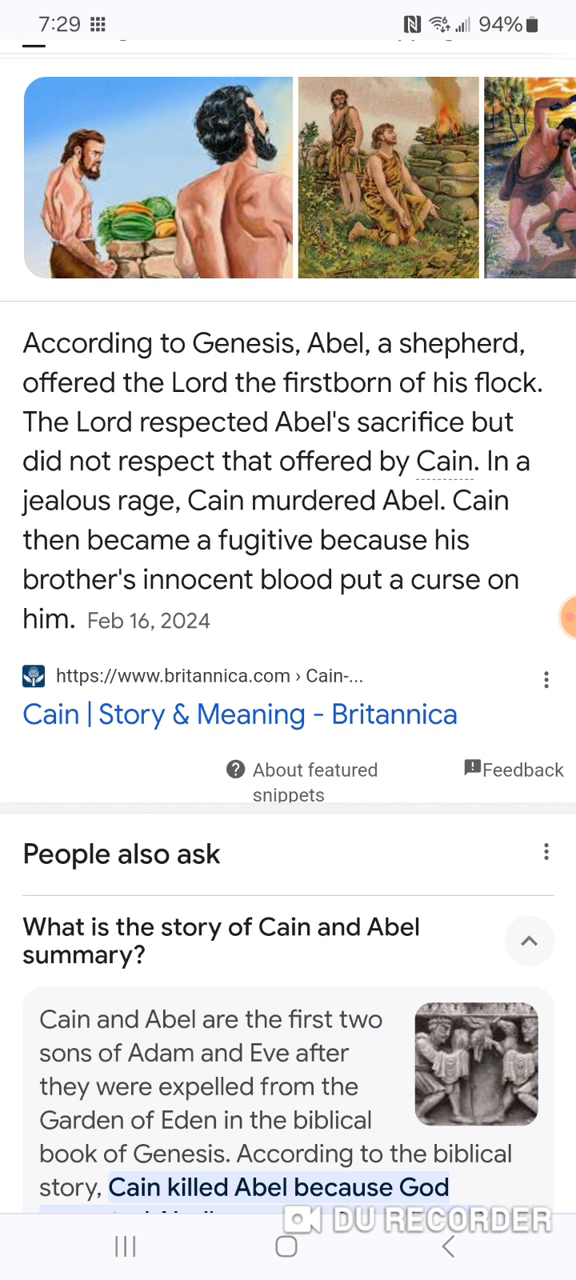 7:29
94%
According to Genesis, Abel, a shepherd,
offered the Lord the firstborn of his flock.
The Lord respected Abel's sacrifice but
did not respect that offered by Cain. In a
jealous rage, Cain murdered Abel. Cain
then became a fugitive because his
brother's innocent blood put a curse on
him. Feb 16, 2024
https://www.britannica.com › Cain-...
Cain | Story & Meaning - Britannica
About featured
snippets
Feedback
People also ask
What is the story of Cain and Abel
summary?
Cain and Abel are the first two
sons of Adam and Eve after
they were expelled from the
Garden of Eden in the biblical
book of Genesis. According to the biblical
story, Cain killed Abel because God
DU RECORDER